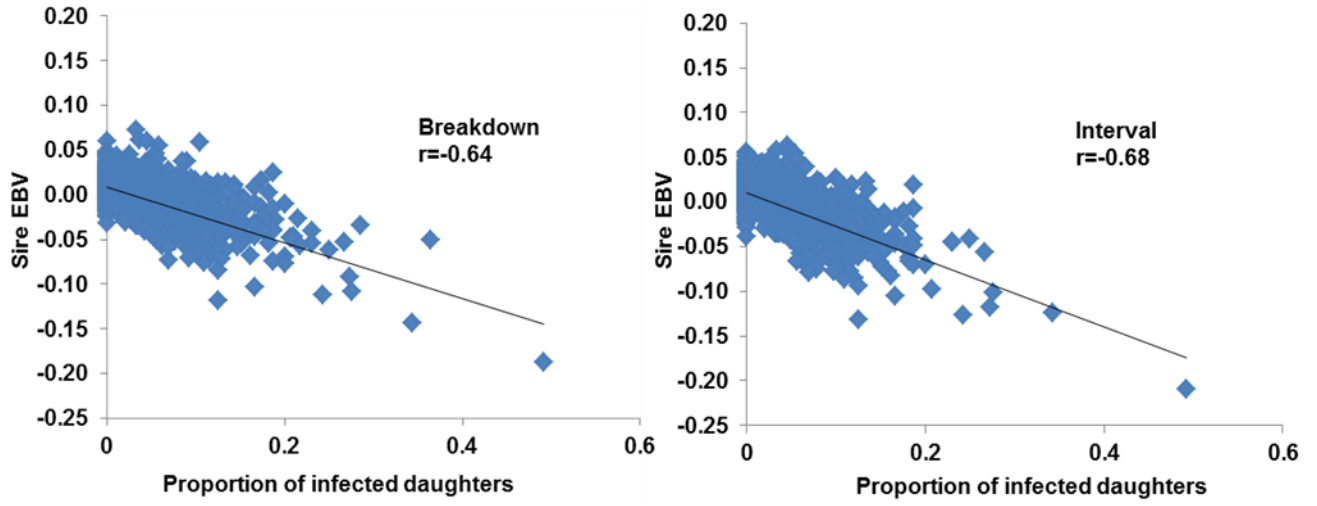 0.20
0.15
0.10
0.05
0.00
-0.05
-0.10
-0.15
-0.20
-0.25
Sire EBV
Breakdown
r=-0.64
0 0.2 0.4 0.6
Proportion of infected daughters
0.20
0.15
0.10
0.05
0.00
-0.05
-0.10
-0.15
-0.20
-0.25
Sire EBV
Interval
r=-0.68
0 0.2 0.4 0.6
Proportion of infected daughters